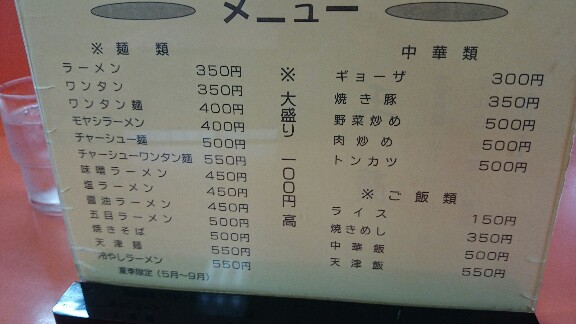 メニュー
※ 麺類
ラーメン 350円
ワンタン 350円
ワンタン麺 400円
モヤシラーメン 400円
チャーシュー麺 500円
チャーシューワンタン麺 550円
味噌ラーメン 450円
塩ラーメン 450円
醤油ラーメン 450円
五目ラーメン 500円
焼きそば 500円
天津麺 550円
冷やしラーメン 550円
夏季限定(5月〜9月)
※ 大盛り 一〇〇円 高
中華類
ギョーザ 300円
焼き豚 350円
野菜炒め 500円
肉炒め 500円
トンカツ 500円
※ ご飯類
ライス 150円
焼きめし 350円
中華飯 500円
天津飯 550円